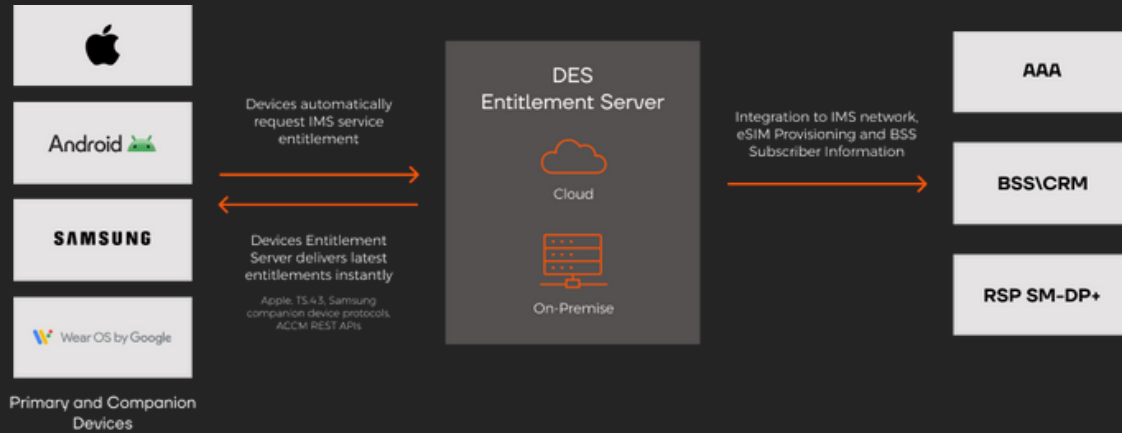 Android
SAMSUNG
Wear OS by Google
Primary and Companion
Devices
Devices automatically
request IMS service
entitlement
Devices Entitlement
Server delivers latest
entitlements instantly
Apple, TS.43, Samsung
companion device protocols,
ACCM REST APIs
DES
Entitlement Server
Cloud
On-Premise
Integration to IMS network,
eSIM Provisioning and BSS
Subscriber Information
AAA
BSS\CRM
RSP SM-DP+